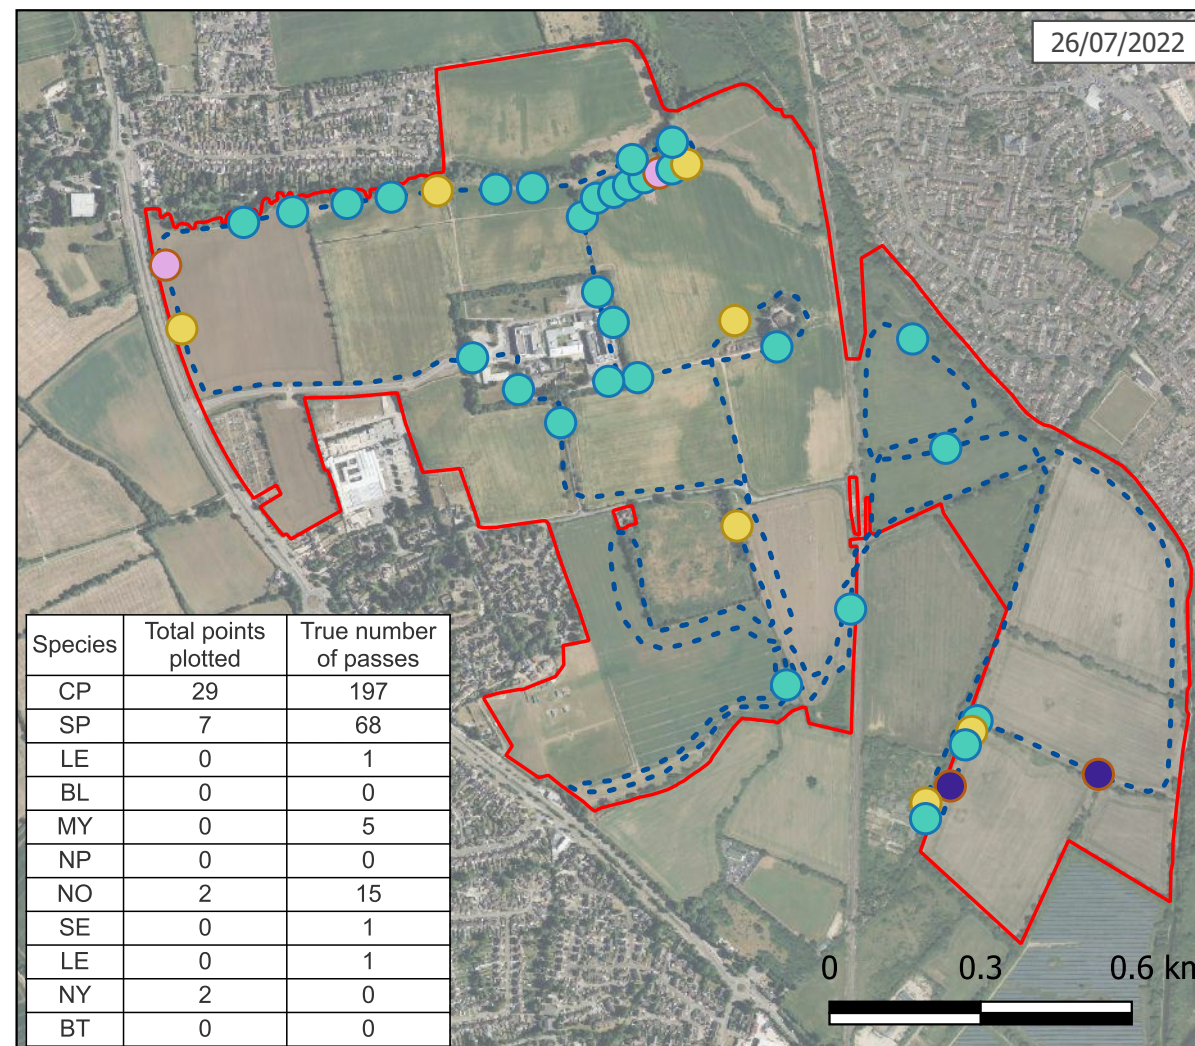 26/07/2022
Species Total points plotted True number of passes
CP 29 197
SP 7 68
LE 0 1
BL 0 0
MY 0 5
NP 0 0
NO 2 15
SE 0 1
LE 0 1
NY 2 0
BT 0 0
0 0.3 0.6 km